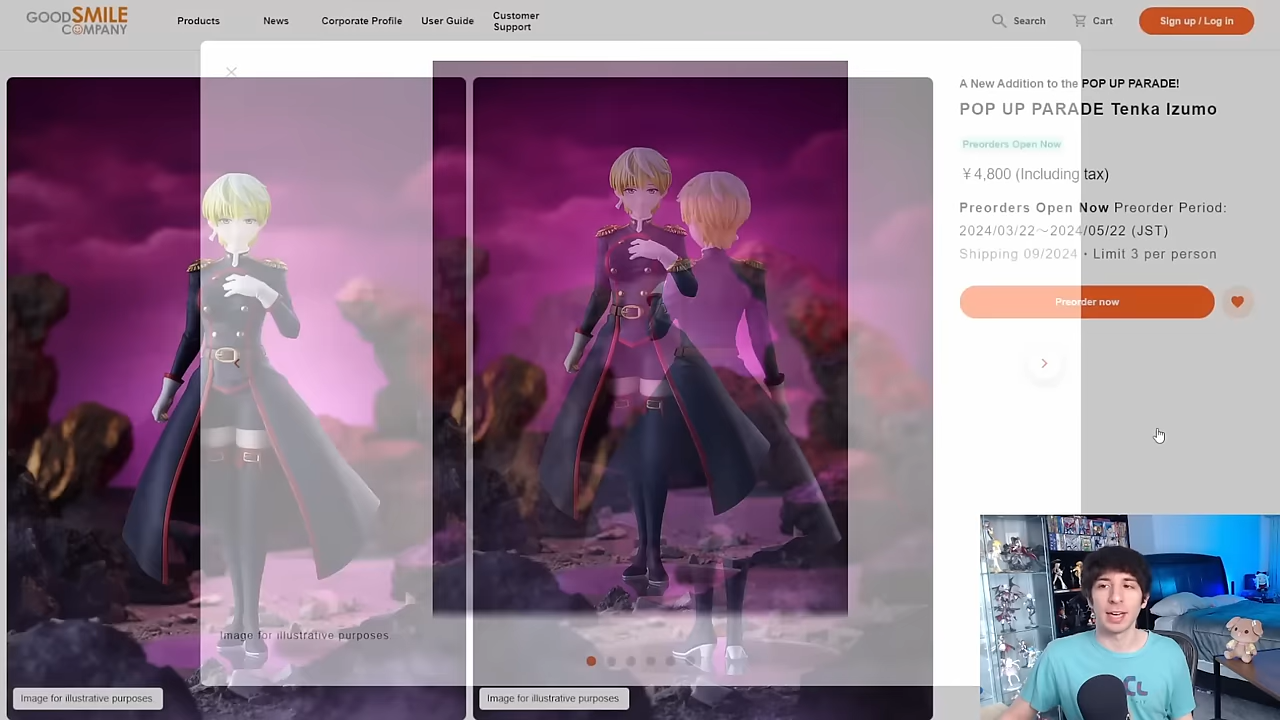 GOODSMILE
COMPANY
Products
News
Corporate Profile
User Guide
Customer
Support
Search
Cart
Sign up / Log in
A New Addition to the POP UP PARADE!
POP UP PARADE Tenka Izumo
Preorders Open Now
¥4,800 (Including tax)
Preorders Open Now Preorder Period:
2024/03/22～2024/05/22 (JST)
Shipping 09/2024・Limit 3 per person
Preorder now
Image for illustrative purposes
Image for illustrative purposes
Image for illustrative purposes
CL